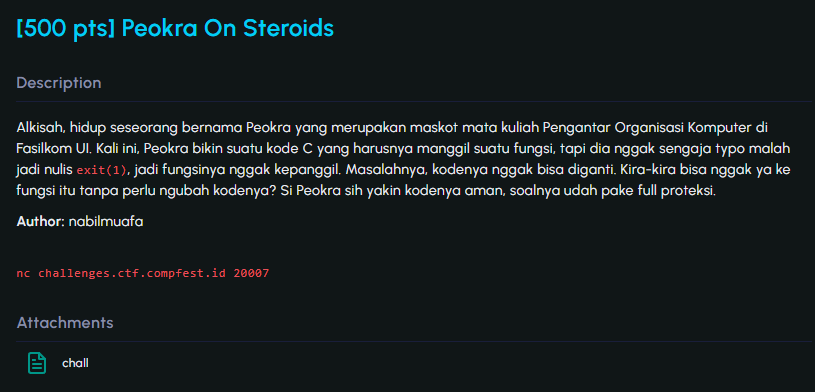 [500 pts] Peokra On Steroids
Description
Alkisah, hidup seseorang bernama Peokra yang merupakan maskot mata kuliah Pengantar Organisasi Komputer di
Fasilkom UI. Kali ini, Peokra bikin suatu kode C yang harusnya manggil suatu fungsi, tapi dia nggak sengaja typo malah
jadi nulis exit(1), jadi fungsinya nggak kepanggil. Masalahnya, kodenya nggak bisa diganti. Kira-kira bisa nggak ya ke
fungsi itu tanpa perlu ngubah kodenya? Si Peokra sih yakin kodenya aman, soalnya udah pake full proteksi.
Author: nabilmuafa
nc challenges.ctf.compfest.id 20007
Attachments
chall